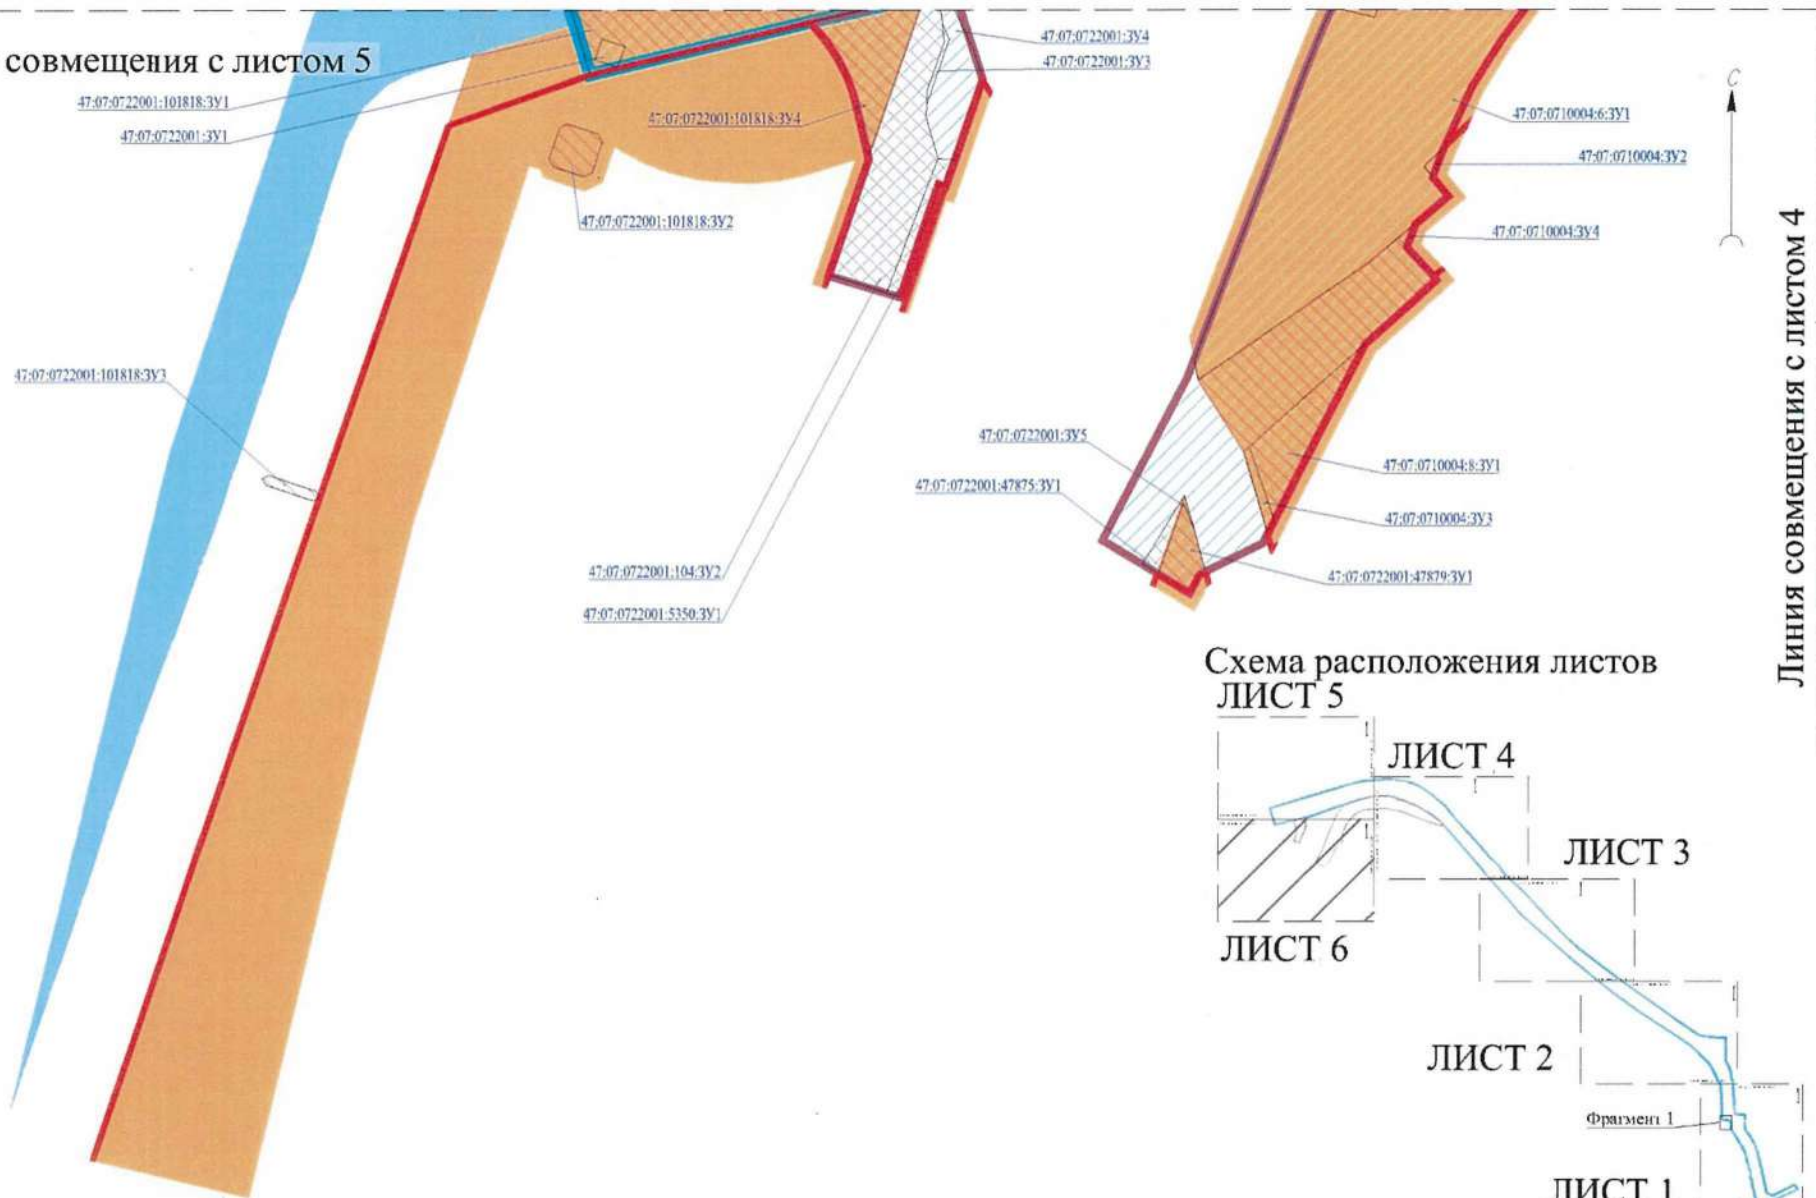 совмещения с листом 5
47:07:0722001:101818:ЗУ1
47:07:0722001:ЗУ1
47:07:0722001:101818:ЗУ4
47:07:0722001:101818:ЗУ2
47:07:0722001:ЗУ4
47:07:0722001:ЗУ3
47:07:0710004:6:ЗУ1
47:07:0710004:ЗУ2
47:07:0710004:ЗУ4
С
Линия совмещения с листом 4
47:07:0722001:101818:ЗУ3
47:07:0722001:ЗУ5
47:07:0722001:47875:ЗУ1
47:07:0710004:8:ЗУ1
47:07:0710004:ЗУ3
47:07:0722001:47879:ЗУ1
47:07:0722001:104:ЗУ2
47:07:0722001:5350:ЗУ1
Схема расположения листов
ЛИСТ 5
ЛИСТ 4
ЛИСТ 3
ЛИСТ 6
ЛИСТ 2
Фрагмент 1
ЛИСТ 1